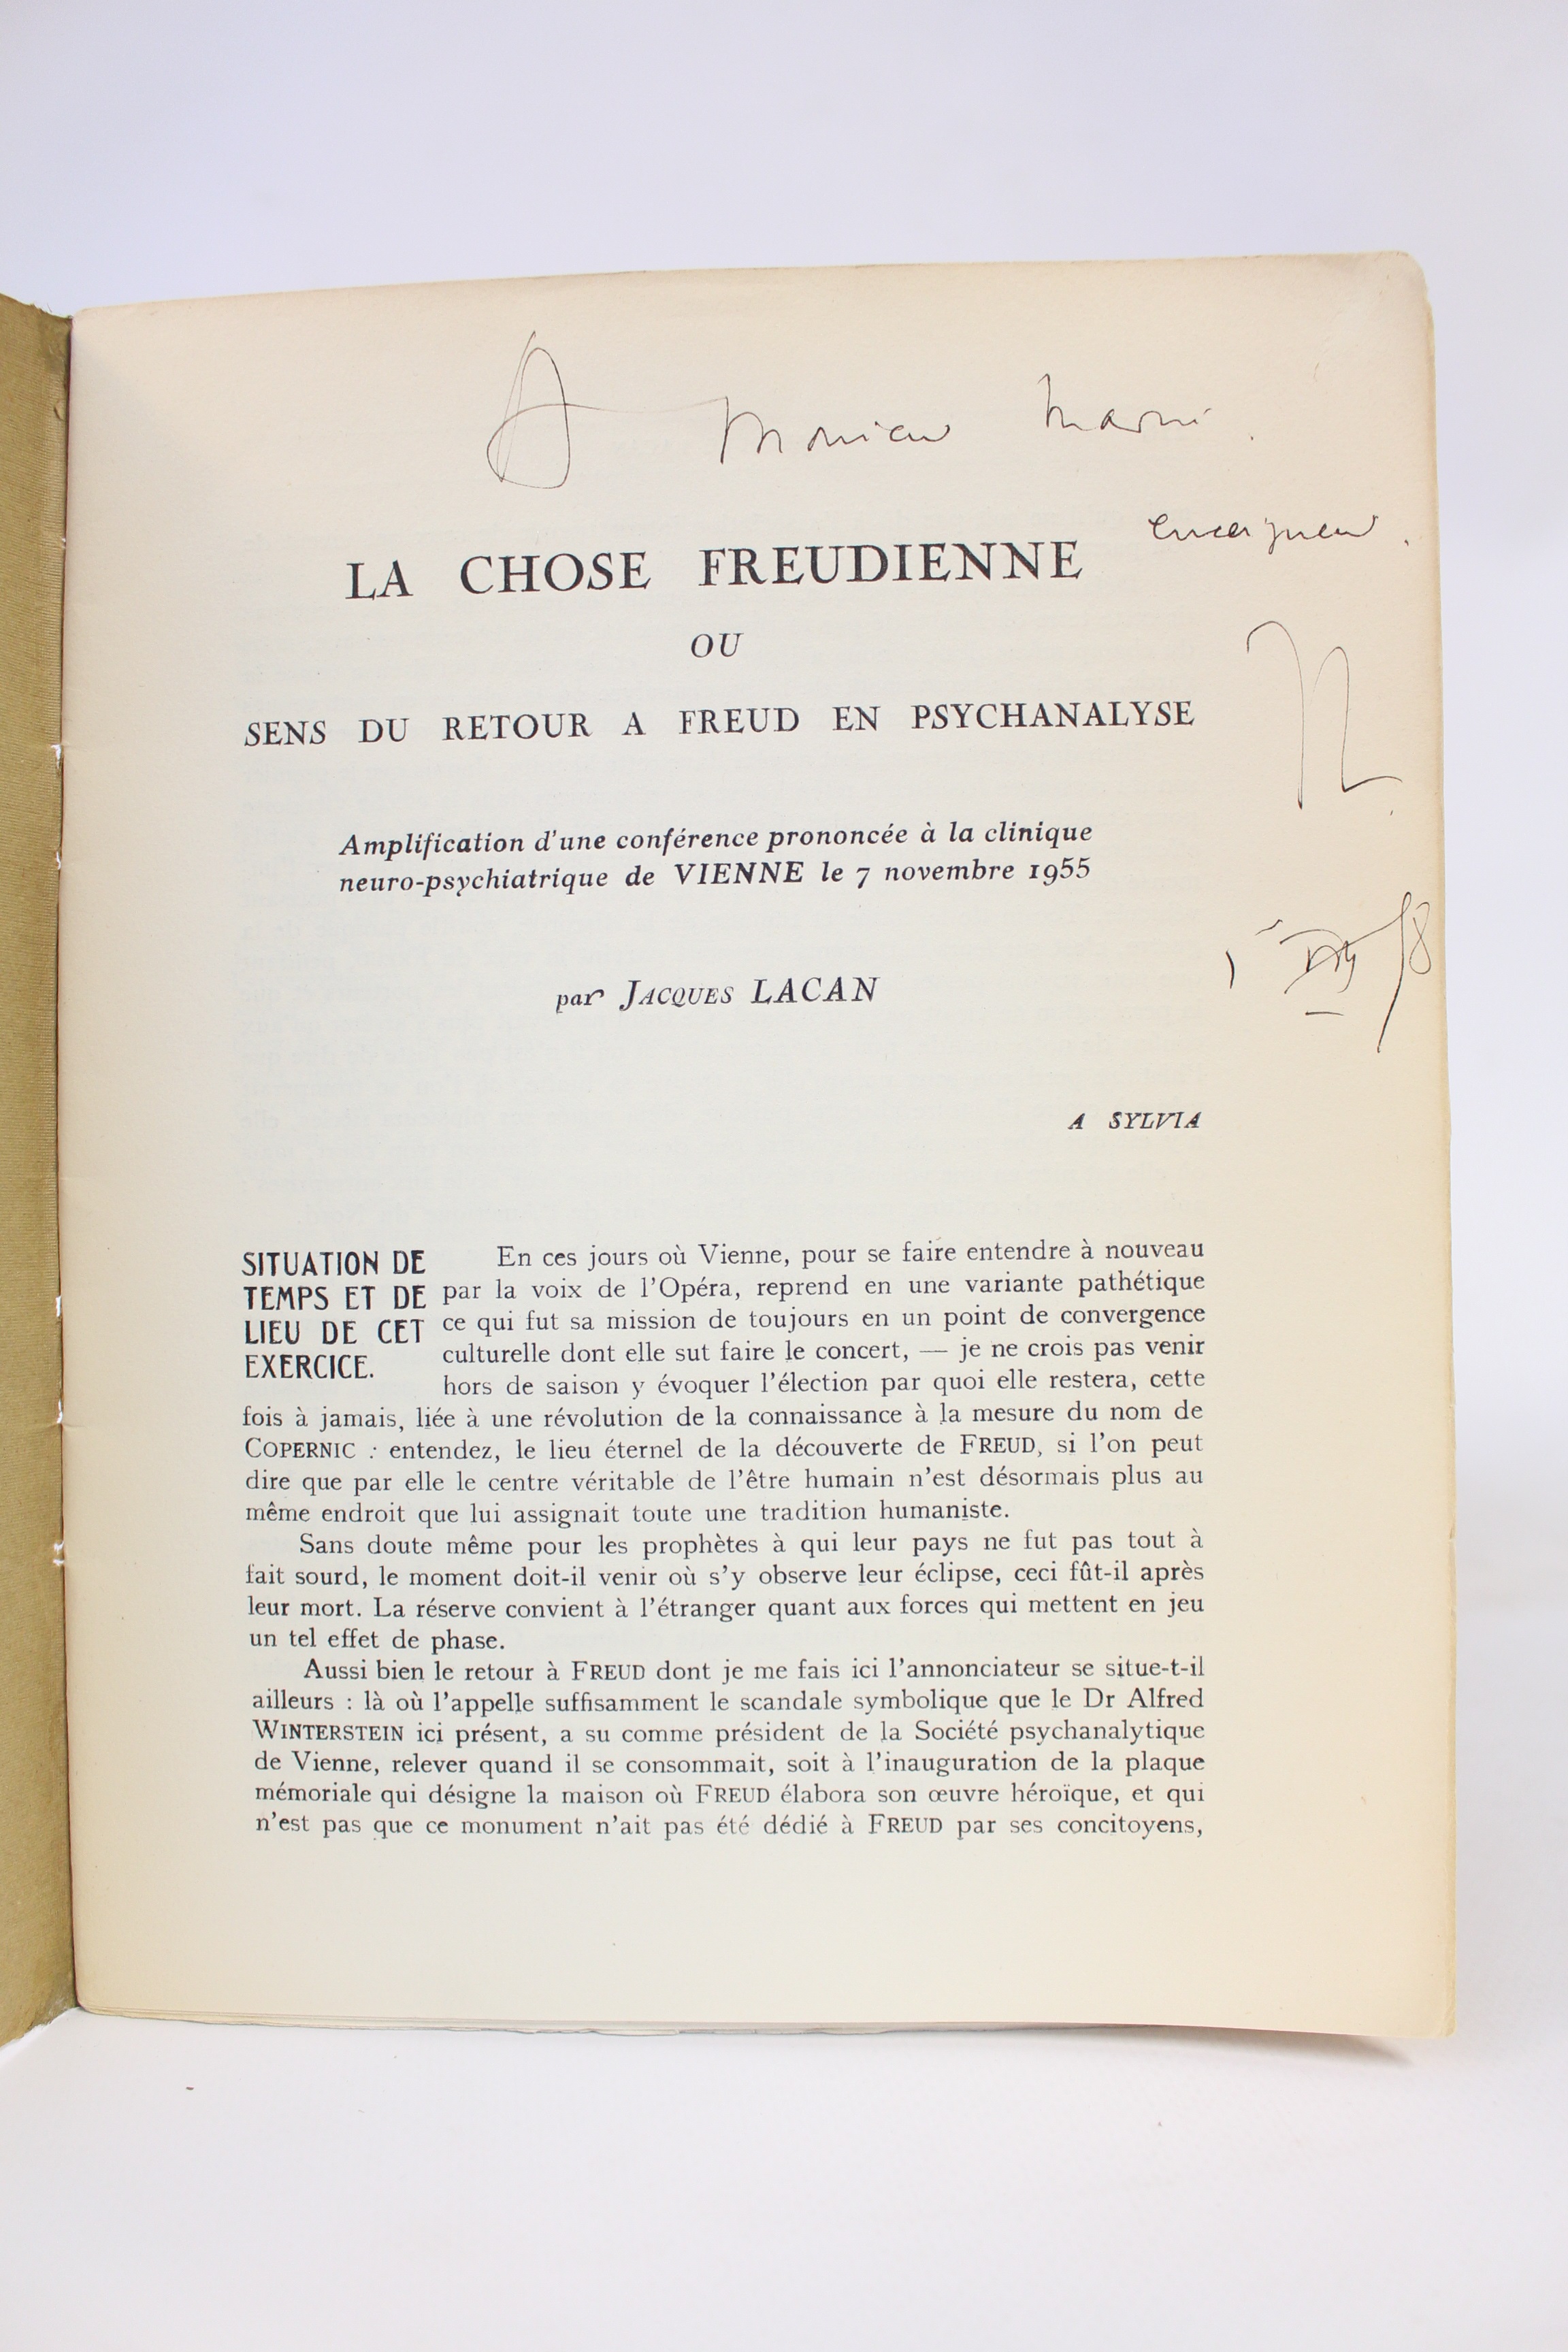 A Monsieur
LA CHOSE FREUDIENNE
OU
SENS DU RETOUR A FREUD EN PSYCHANALYSE
Amplification d'une conférence prononcée à la clinique
neuro-psychiatrique de VIENNE le 7 novembre 1955
par JACQUES LACAN
A SYLVIA
SITUATION DE
TEMPS ET DE
LIEU DE CET
EXERCICE.
En ces jours où Vienne, pour se faire entendre à nouveau
par la voix de l'Opéra, reprend en une variante pathétique
ce qui fut sa mission de toujours en un point de convergence
culturelle dont elle sut faire le concert, — je ne crois pas venir
hors de saison y évoquer l'élection par quoi elle restera, cette
fois à jamais, liée à une révolution de la connaissance à la mesure du nom de
COPERNIC : entendez, le lieu éternel de la découverte de FREUD, si l'on peut
dire que par elle le centre véritable de l'être humain n'est désormais plus au
même endroit que lui assignait toute une tradition humaniste.
Sans doute même pour les prophètes à qui leur pays ne fut pas tout à
fait sourd, le moment doit-il venir où s'y observe leur éclipse, ceci fût-il après
leur mort. La réserve convient à l'étranger quant aux forces qui mettent en jeu
un tel effet de phase.
Aussi bien le retour à FREUD dont je me fais ici l'annonciateur se situe-t-il
ailleurs : là où l'appelle suffisamment le scandale symbolique que le Dr Alfred
WINTERSTEIN ici présent, a su comme président de la Société psychanalytique
de Vienne, relever quand il se consommait, soit à l'inauguration de la plaque
mémoriale qui désigne la maison où FREUD élabora son œuvre héroïque, et qui
n'est pas que ce monument n'ait pas été dédié à FREUD par ses concitoyens,